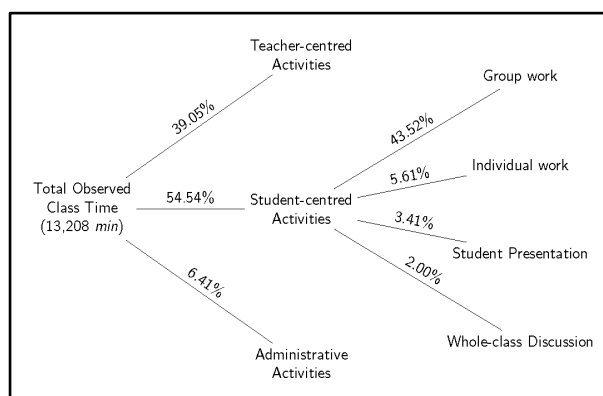 Teacher-centred
Activities
Group work
39.05%
43.52%
Individual work
5.61%
Total Observed
Class Time
(13,208 min)
54.54%
Student-centred
Activities
3.41%
Student Presentation
2.00%
6.41%
Whole-class Discussion
Administrative
Activities